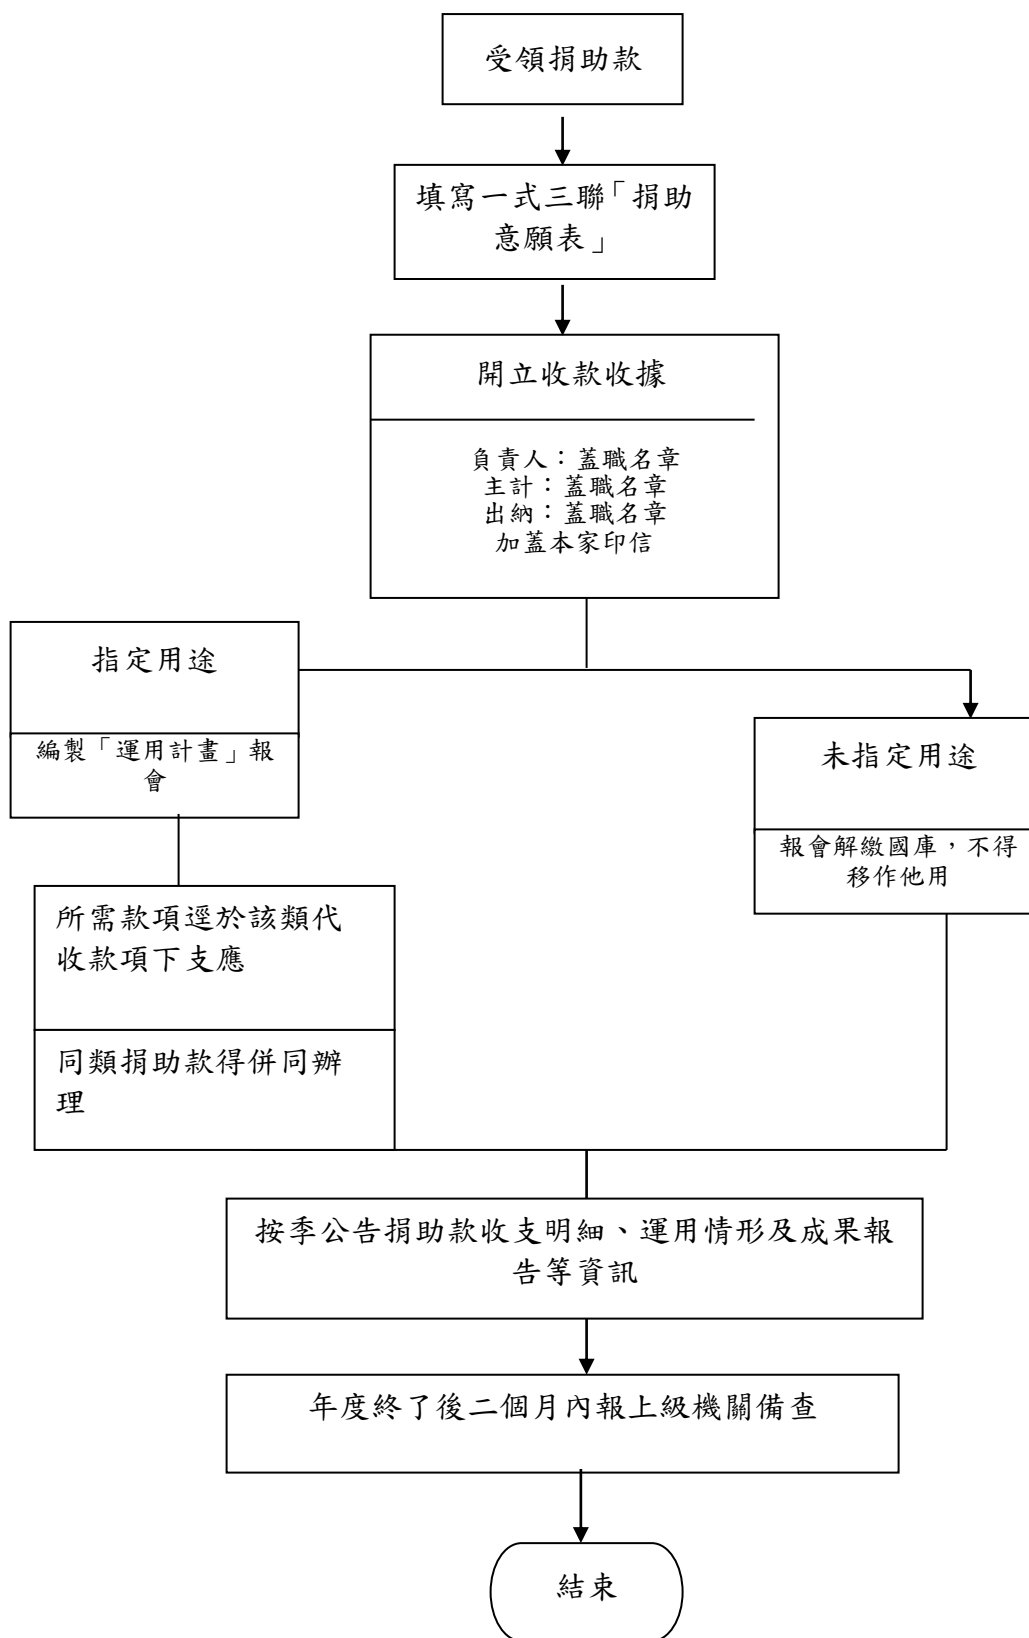 受領捐助款
填寫一式三聯「捐助
意願表」
開立收款收據
負責人：蓋職名章
主計：蓋職名章
出納：蓋職名章
加蓋本家印信
指定用途
編製「運用計畫」報
會
未指定用途
報會解繳國庫，不得
移作他用
所需款項逕於該類代
收款項下支應
同類捐助款得併同辦
理
按季公告捐助款收支明細、運用情形及成果報
告等資訊
年度終了後二個月內報上級機關備查
結束